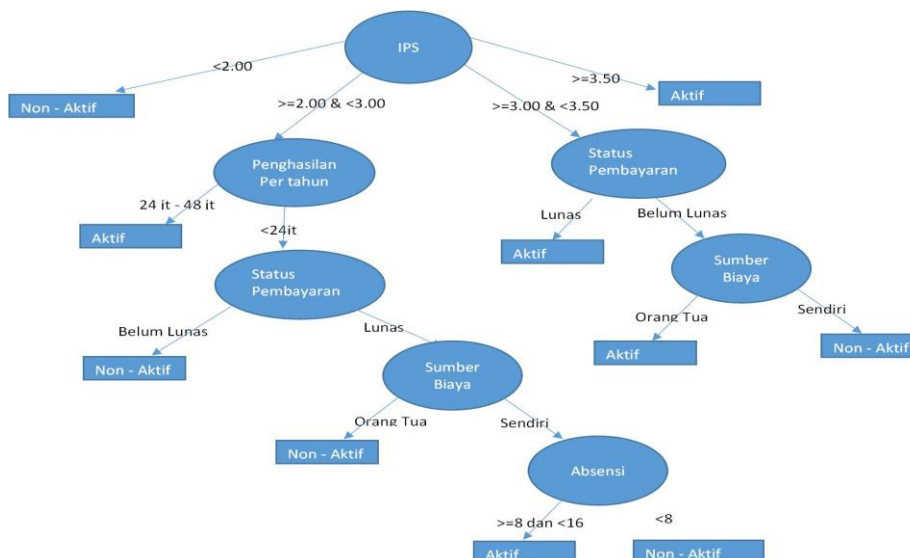 IPS
<2.00
>=3.50
Non - Aktif
Aktif
>=2.00 & <3.00
>=3.00 & <3.50
Penghasilan
Per tahun
Status
Pembayaran
24 it - 48 it
Aktif
<24it
Lunas
Belum Lunas
Aktif
Status
Pembayaran
Sumber
Biaya
Belum Lunas
Lunas
Orang Tua
Sendiri
Non - Aktif
Aktif
Non - Aktif
Sumber
Biaya
Orang Tua
Sendiri
Non - Aktif
Absensi
>=8 dan <16
<8
Aktif
Non - Aktif